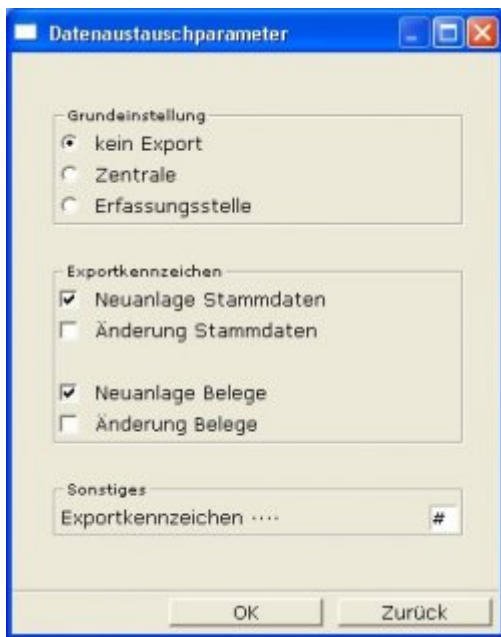 Datenaustauschparameter
Grundeinstellung
kein Export
Zentrale
Erfassungsstelle
Exportkennzeichen
Neuanlage Stammdaten
Änderung Stammdaten
Neuanlage Belege
Änderung Belege
Sonstiges
Exportkennzeichen ···· #
OK Zurück